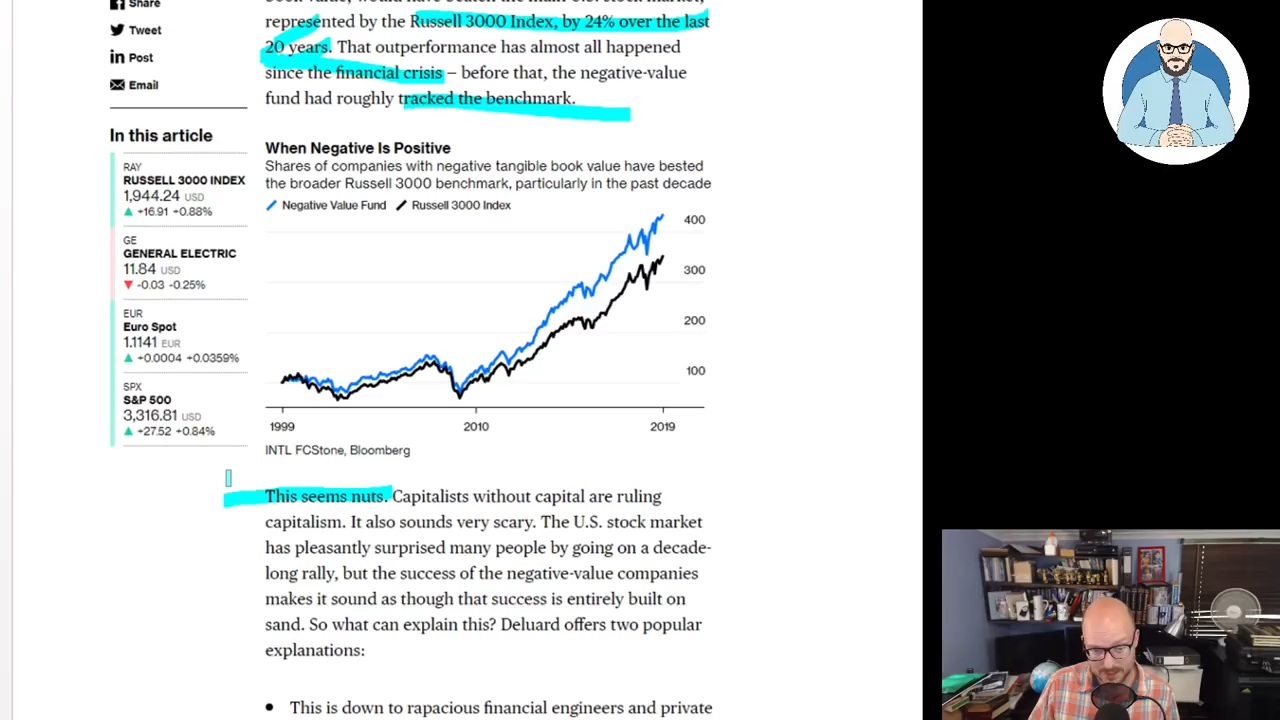 Share
Tweet
Post
Email
In this article
RAY
RUSSELL 3000 INDEX
1,944.24 USD
+16.91 +0.88%
GE
GENERAL ELECTRIC
11.84 USD
-0.03 -0.25%
EUR
Euro Spot
1.1141 EUR
+0.0004 +0.0359%
SPX
S&P 500
3,316.81 USD
+27.52 +0.84%
book value, would have beaten the main U.S. stock market,
represented by the Russell 3000 Index, by 24% over the last
20 years. That outperformance has almost all happened
since the financial crisis – before that, the negative-value
fund had roughly tracked the benchmark.
When Negative Is Positive
Shares of companies with negative tangible book value have bested
the broader Russell 3000 benchmark, particularly in the past decade
Negative Value Fund Russell 3000 Index
400
300
200
100
1999 2010 2019
INTL FCStone, Bloomberg
This seems nuts. Capitalists without capital are ruling
capitalism. It also sounds very scary. The U.S. stock market
has pleasantly surprised many people by going on a decade-
long rally, but the success of the negative-value companies
makes it sound as though that success is entirely built on
sand. So what can explain this? Deluard offers two popular
explanations:
• This is down to rapacious financial engineers and private